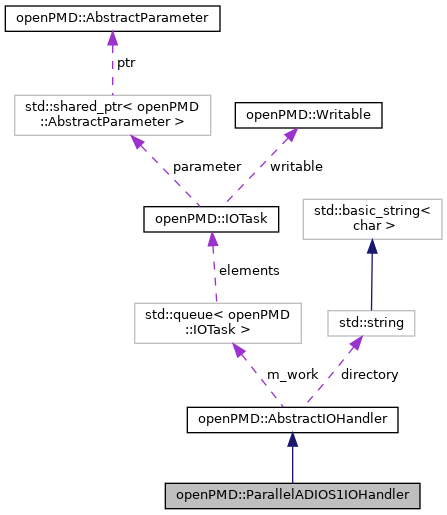 openPMD::AbstractParameter
ptr
std::shared_ptr< openPMD
::AbstractParameter >
openPMD::Writable
parameter
writable
openPMD::IOTask
std::basic_string<
char >
elements
std::queue< openPMD
::IOTask >
std::string
m_work
directory
openPMD::AbstractIOHandler
openPMD::ParallelADIOS1IOHandler